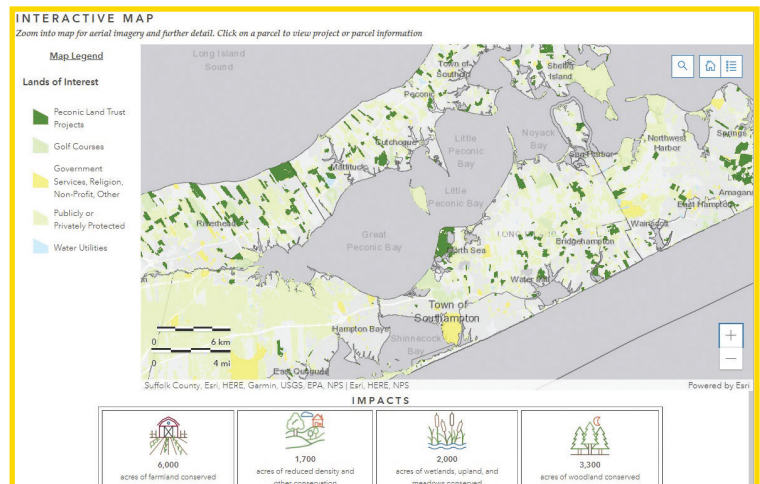 INTERACTIVE MAP
Zoom into map for aerial imagery and further detail. Click on a parcel to view project or parcel information
Map Legend
Lands of Interest
Peconic Land Trust
Projects
Golf Courses
Government
Services, Religion,
Non-Profit, Other
Publicly or
Privately Protected
Water Utilities
Long Island
Sound
Town of
Southold
Shelter
Island
Peconic
Cutchogue
Little
Peconic
Bay
Noyack
Bay
Sag Harbor
Northwest
Harbor
Springs
Mattituck
Little
Peconic Bay
Amagans
East Hampton
Riverhead
Great
Peconic Bay
North Sea
Wainscott
Bridgehampton
Water Mill
Town of
Southampton
Hampton Bays
Shinnecock
Bay
East Quogue
0 6 km
0 4 mi
+
−
Suffolk County, Esri, HERE, Garmin, USGS, EPA, NPS | Esri, HERE, NPS
Powered by Esri
IMPACTS
6,000
acres of farmland conserved
1,700
acres of reduced density and
other conservation
2,000
acres of wetlands, upland, and
meadows conserved
3,300
acres of woodland conserved